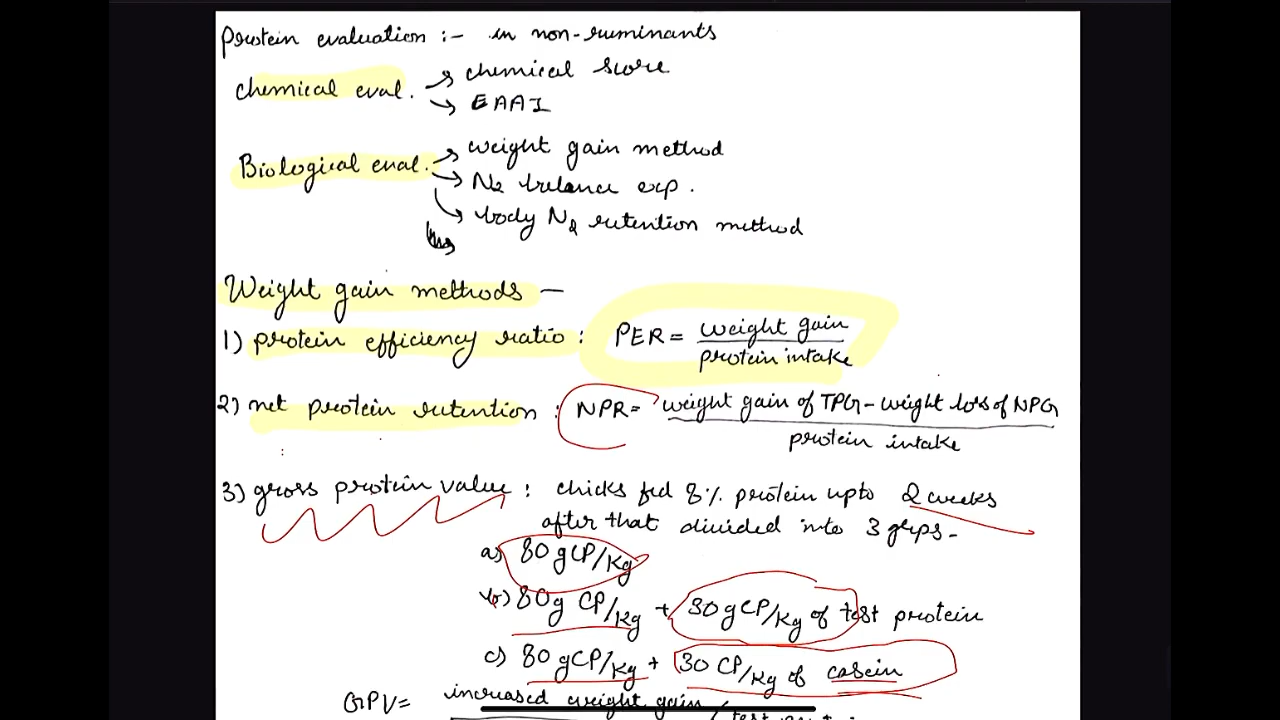 Protein evaluation :- in non-ruminants
chemical eval. → chemical score
→ EAAI
Biological eval. → weight gain method
→ N2 balance exp.
→ body N2 retention method
Weight gain methods —
1) protein efficiency ratio : PER = weight gain / protein intake
2) net protein retention : NPR = weight gain of TPG - weight loss of NPG / protein intake
3) gross protein value : chicks fed 8% protein upto 2 weeks
after that divided into 3 grps-
a) 80 g CP/Kg
b) 80g CP/Kg + 30 g CP/Kg of test protein
c) 80 g CP/Kg + 30 CP/Kg of casein
GPV = increased weight gain / test